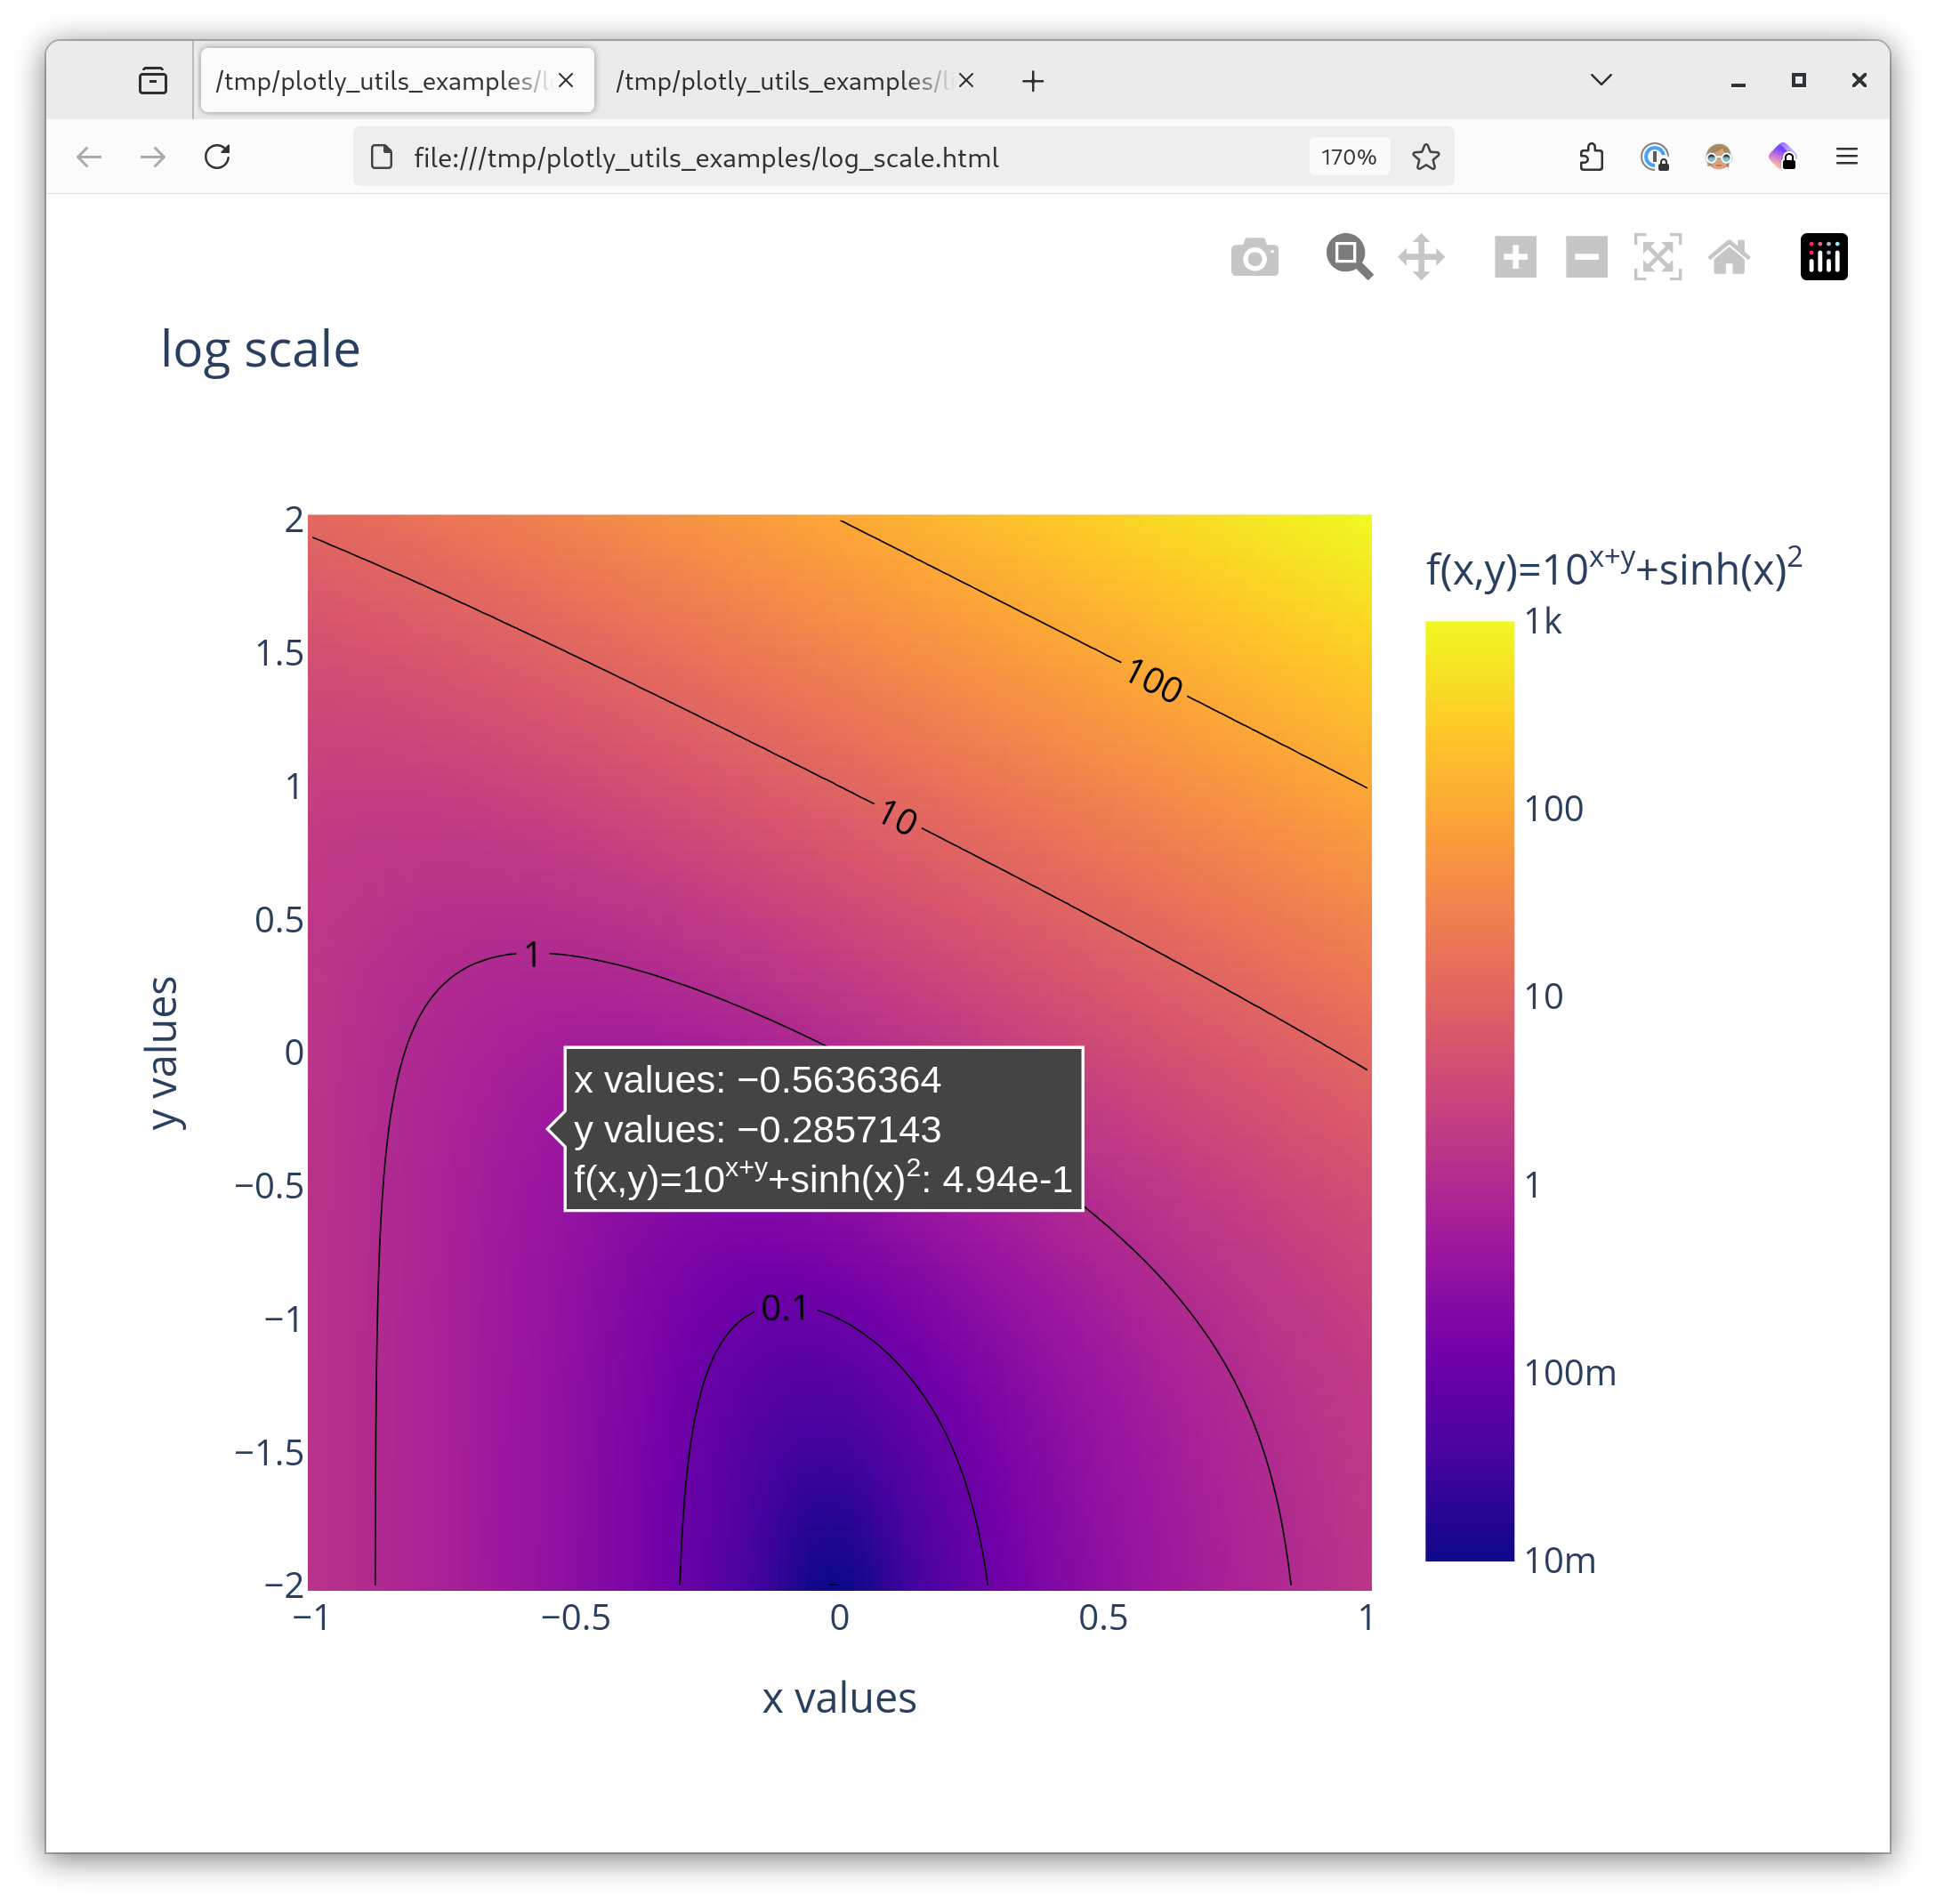 /tmp/plotly_utils_examples/l
/tmp/plotly_utils_examples/li
file:///tmp/plotly_utils_examples/log_scale.html
170%
log scale
f(x,y)=10^x+y+sinh(x)^2
2
1.5
1
0.5
0
−0.5
−1
−1.5
−2
y values
100
10
1
0.1
x values: −0.5636364
y values: −0.2857143
f(x,y)=10^x+y+sinh(x)^2: 4.94e-1
1k
100
10
1
100m
10m
−1
−0.5
0
0.5
1
x values